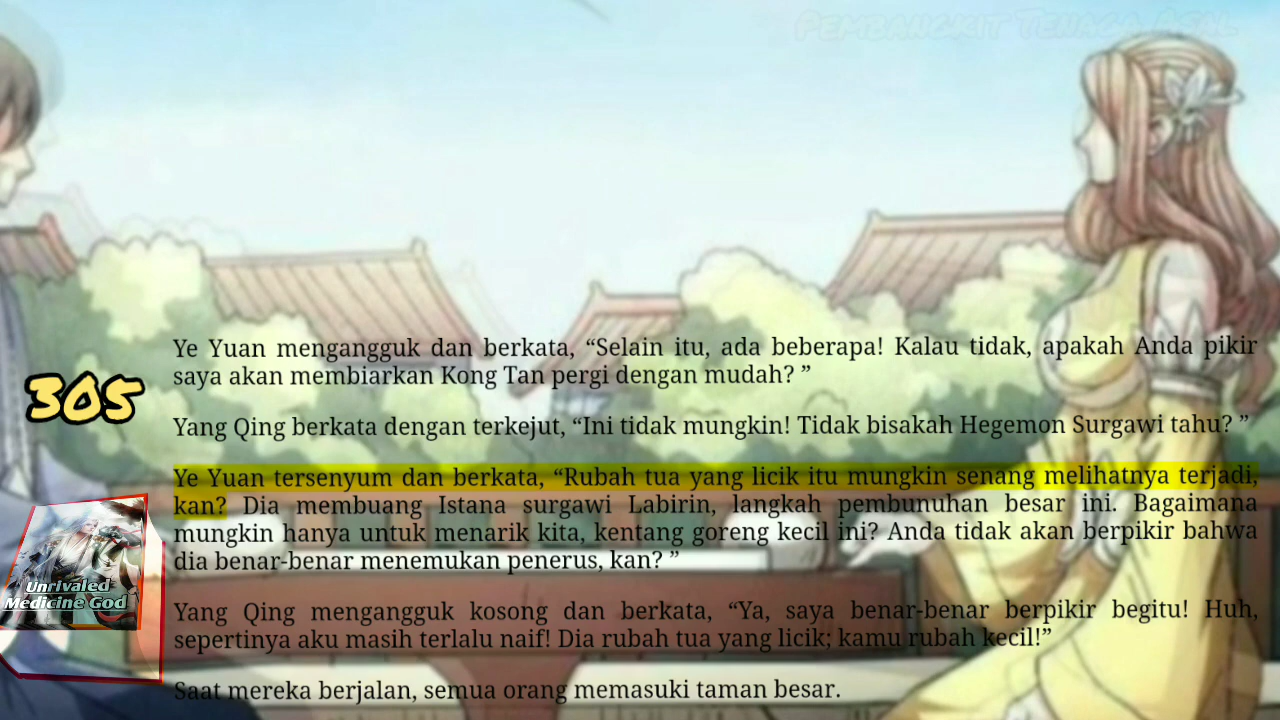 Pembangkit Tenaga Asal
Ye Yuan mengangguk dan berkata, “Selain itu, ada beberapa! Kalau tidak, apakah Anda pikir
saya akan membiarkan Kong Tan pergi dengan mudah? ”
305
Yang Qing berkata dengan terkejut, “Ini tidak mungkin! Tidak bisakah Hegemon Surgawi tahu? ”
Ye Yuan tersenyum dan berkata, “Rubah tua yang licik itu mungkin senang melihatnya terjadi,
kan? Dia membuang Istana surgawi Labirin, langkah pembunuhan besar ini. Bagaimana
mungkin hanya untuk menarik kita, kentang goreng kecil ini? Anda tidak akan berpikir bahwa
dia benar-benar menemukan penerus, kan? ”
Unrivaled
Medicine God
Yang Qing mengangguk kosong dan berkata, “Ya, saya benar-benar berpikir begitu! Huh,
sepertinya aku masih terlalu naif! Dia rubah tua yang licik; kamu rubah kecil!”
Saat mereka berjalan, semua orang memasuki taman besar.